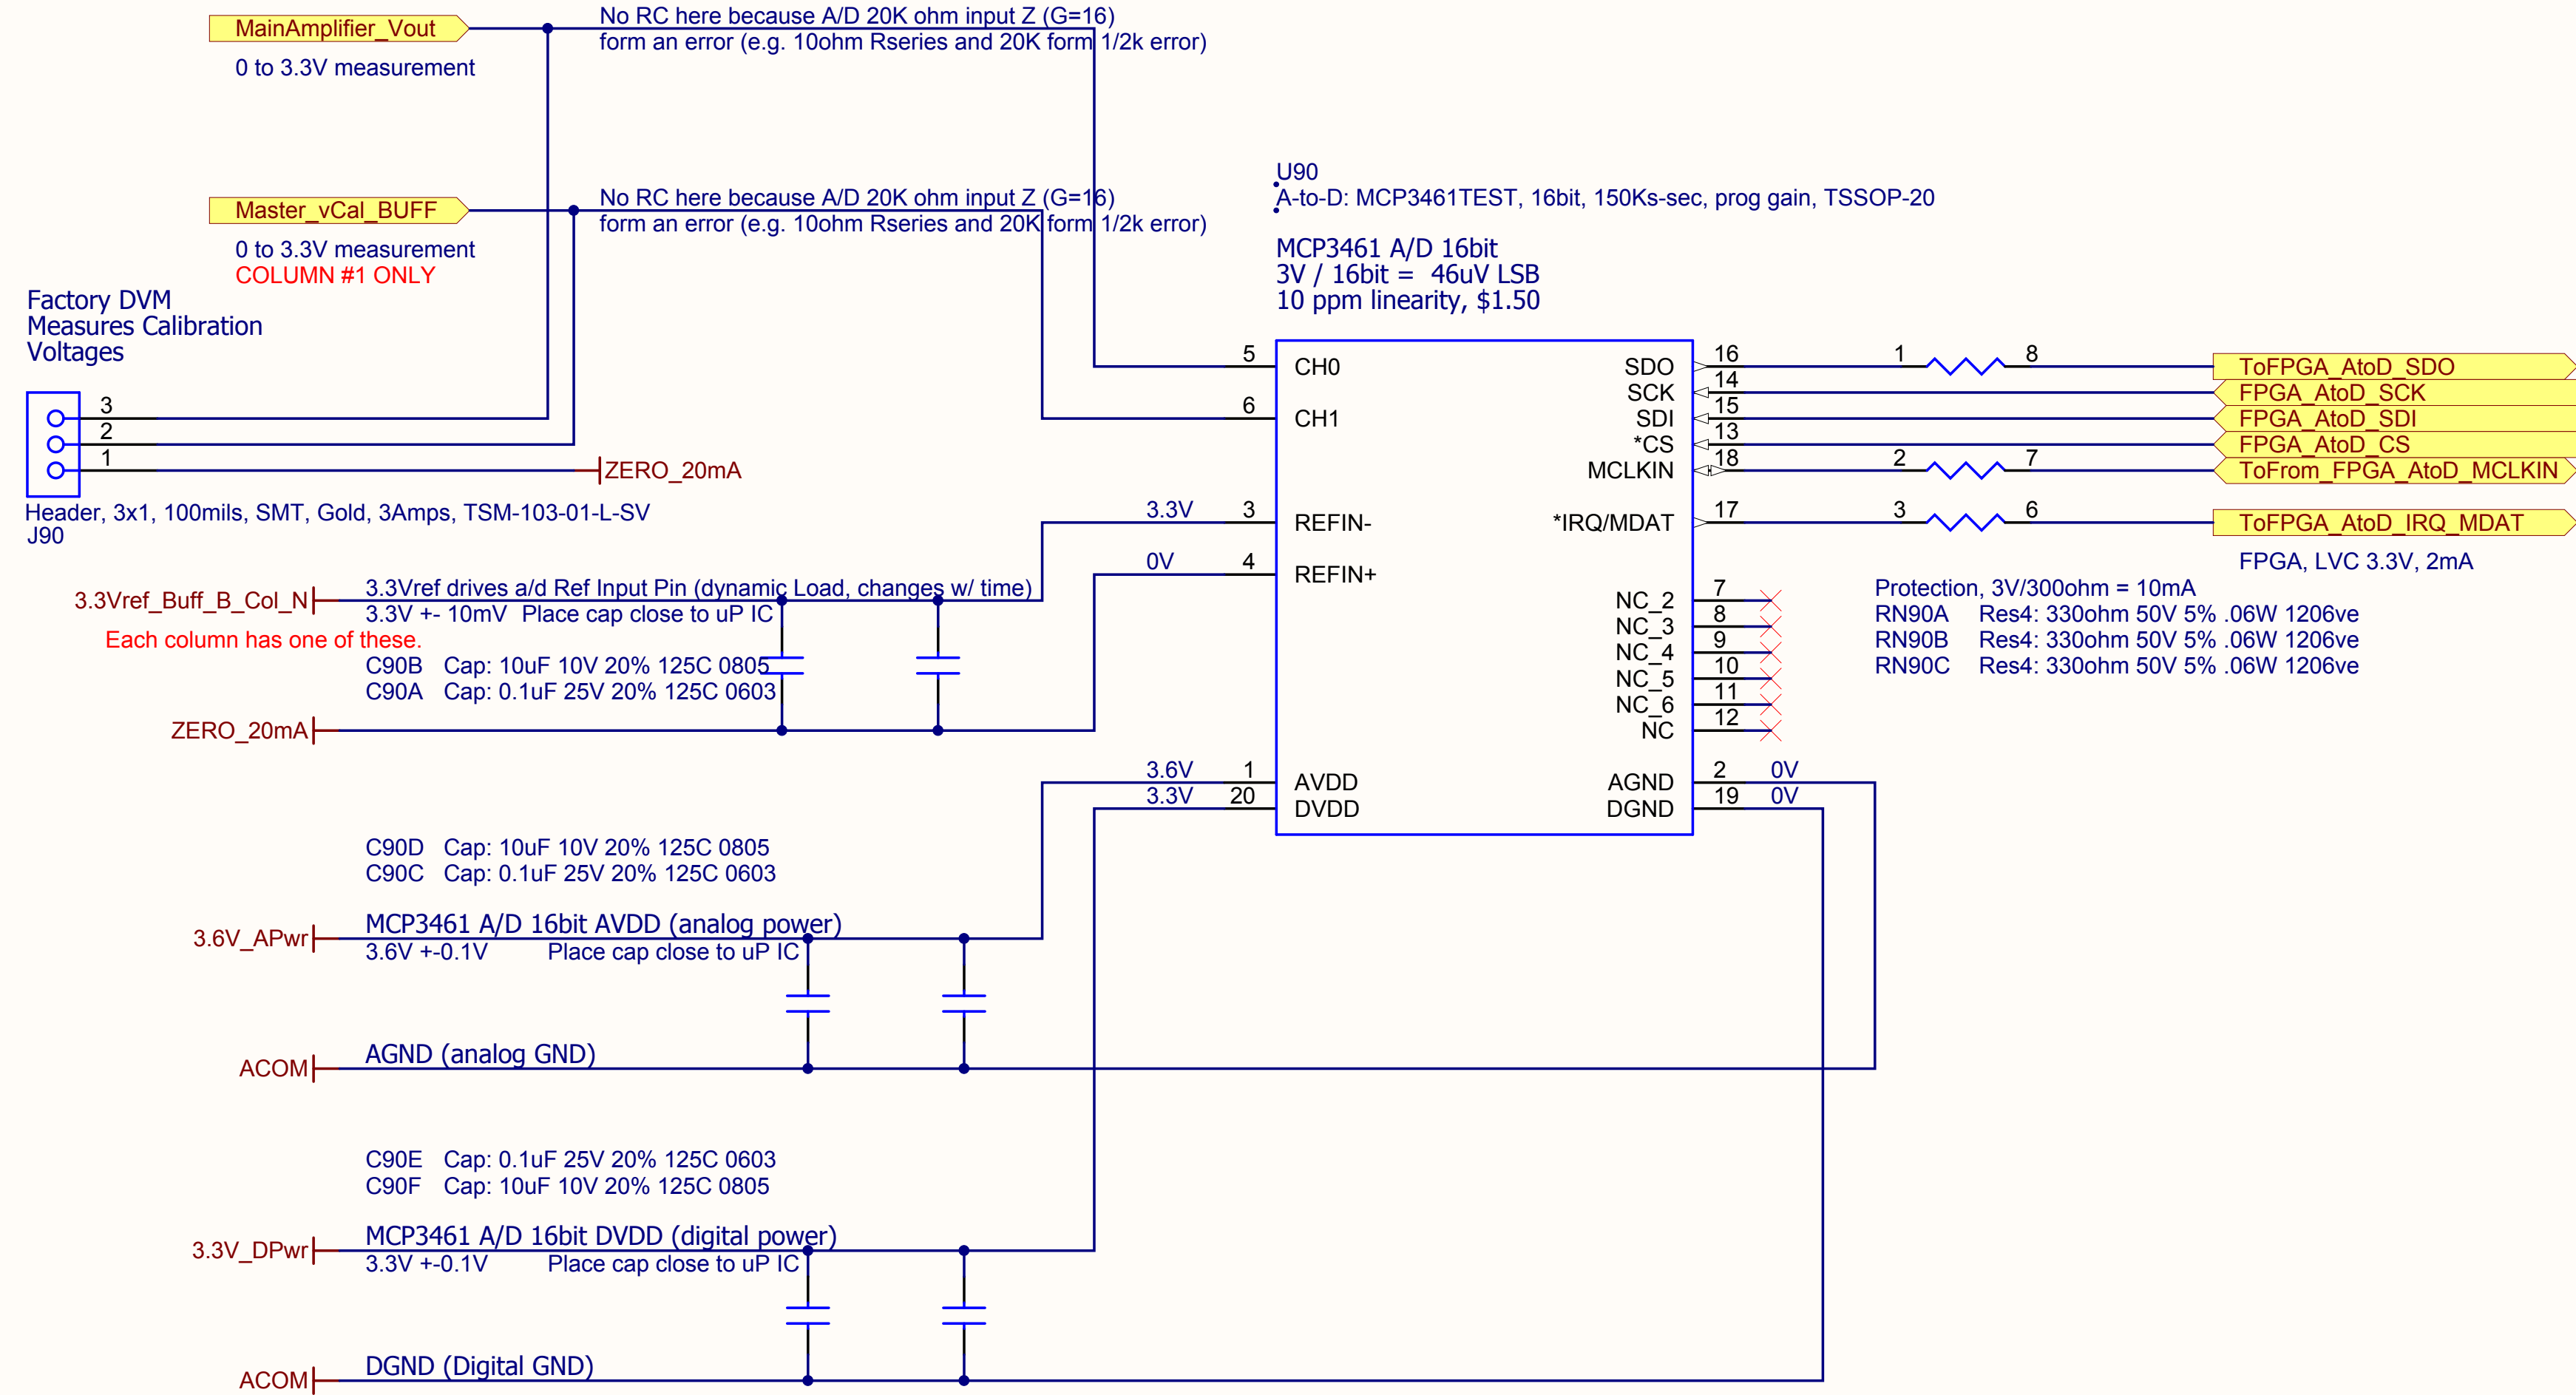 MainAmplifier_Vout
0 to 3.3V measurement
No RC here because A/D 20K ohm input Z (G=16)
form an error (e.g. 10ohm Rseries and 20K form 1/2k error)
Master_vCal_BUFF
0 to 3.3V measurement
COLUMN #1 ONLY
No RC here because A/D 20K ohm input Z (G=16)
form an error (e.g. 10ohm Rseries and 20K form 1/2k error)
Factory DVM
Measures Calibration
Voltages
3
2
1
ZERO_20mA
Header, 3x1, 100mils, SMT, Gold, 3Amps, TSM-103-01-L-SV
J90
U90
A-to-D: MCP3461TEST, 16bit, 150Ks-sec, prog gain, TSSOP-20
MCP3461 A/D 16bit
3V / 16bit = 46uV LSB
10 ppm linearity, $1.50
5 CH0
6 CH1
3.3V 3 REFIN-
0V 4 REFIN+
3.6V 1 AVDD
3.3V 20 DVDD
SDO 16 1 8 ToFPGA_AtoD_SDO
SCK 14 FPGA_AtoD_SCK
SDI 15 FPGA_AtoD_SDI
*CS 13 FPGA_AtoD_CS
MCLKIN 18 2 7 ToFrom_FPGA_AtoD_MCLKIN
*IRQ/MDAT 17 3 6 ToFPGA_AtoD_IRQ_MDAT
FPGA, LVC 3.3V, 2mA
NC_2 7
NC_3 8
NC_4 9
NC_5 10
NC_6 11
NC 12
AGND 2 0V
DGND 19 0V
Protection, 3V/300ohm = 10mA
RN90A Res4: 330ohm 50V 5% .06W 1206ve
RN90B Res4: 330ohm 50V 5% .06W 1206ve
RN90C Res4: 330ohm 50V 5% .06W 1206ve
3.3Vref_Buff_B_Col_N
Each column has one of these.
3.3Vref drives a/d Ref Input Pin (dynamic Load, changes w/ time)
3.3V +- 10mV Place cap close to uP IC
C90B Cap: 10uF 10V 20% 125C 0805
C90A Cap: 0.1uF 25V 20% 125C 0603
ZERO_20mA
C90D Cap: 10uF 10V 20% 125C 0805
C90C Cap: 0.1uF 25V 20% 125C 0603
3.6V_APwr
MCP3461 A/D 16bit AVDD (analog power)
3.6V +-0.1V Place cap close to uP IC
ACOM
AGND (analog GND)
C90E Cap: 0.1uF 25V 20% 125C 0603
C90F Cap: 10uF 10V 20% 125C 0805
3.3V_DPwr
MCP3461 A/D 16bit DVDD (digital power)
3.3V +-0.1V Place cap close to uP IC
ACOM
DGND (Digital GND)